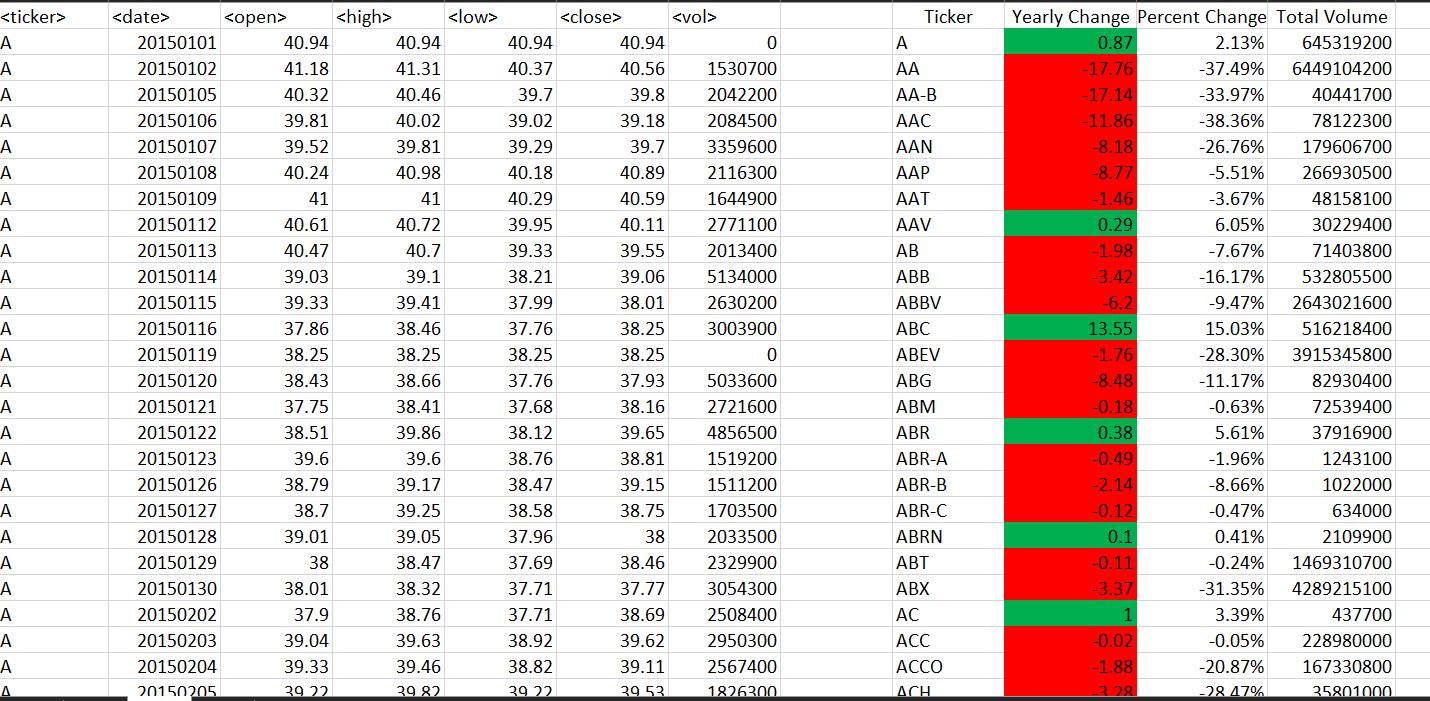 <ticker> <date> <open> <high> <low> <close> <vol> Ticker Yearly Change Percent Change Total Volume
A 20150101 40.94 40.94 40.94 40.94 0 A 0.87 2.13% 645319200
A 20150102 41.18 41.31 40.37 40.56 1530700 AA -17.76 -37.49% 6449104200
A 20150105 40.32 40.46 39.7 39.8 2042200 AA-B -17.14 -33.97% 40441700
A 20150106 39.81 40.02 39.02 39.18 2084500 AAC -11.86 -38.36% 78122300
A 20150107 39.52 39.81 39.29 39.7 3359600 AAN -8.18 -26.76% 179606700
A 20150108 40.24 40.98 40.18 40.89 2116300 AAP -8.77 -5.51% 266930500
A 20150109 41 41 40.29 40.59 1644900 AAT -1.46 -3.67% 48158100
A 20150112 40.61 40.72 39.95 40.11 2771100 AAV 0.29 6.05% 30229400
A 20150113 40.47 40.7 39.33 39.55 2013400 AB -1.98 -7.67% 71403800
A 20150114 39.03 39.1 38.21 39.06 5134000 ABB -3.42 -16.17% 532805500
A 20150115 39.33 39.41 37.99 38.01 2630200 ABBV -6.2 -9.47% 2643021600
A 20150116 37.86 38.46 37.76 38.25 3003900 ABC 13.55 15.03% 516218400
A 20150119 38.25 38.25 38.25 38.25 0 ABEV -1.76 -28.30% 3915345800
A 20150120 38.43 38.66 37.76 37.93 5033600 ABG -8.48 -11.17% 82930400
A 20150121 37.75 38.41 37.68 38.16 2721600 ABM -0.18 -0.63% 72539400
A 20150122 38.51 39.86 38.12 39.65 4856500 ABR 0.38 5.61% 37916900
A 20150123 39.6 39.6 38.76 38.81 1519200 ABR-A -0.49 -1.96% 1243100
A 20150126 38.79 39.17 38.47 39.15 1511200 ABR-B -2.14 -8.66% 1022000
A 20150127 38.7 39.25 38.58 38.75 1703500 ABR-C -0.12 -0.47% 634000
A 20150128 39.01 39.05 37.96 38 2033500 ABRN 0.1 0.41% 2109900
A 20150129 38 38.47 37.69 38.46 2329900 ABT -0.11 -0.24% 1469310700
A 20150130 38.01 38.32 37.71 37.77 3054300 ABX -3.37 -31.35% 4289215100
A 20150202 37.9 38.76 37.71 38.69 2508400 AC 1 3.39% 437700
A 20150203 39.04 39.63 38.92 39.62 2950300 ACC -0.02 -0.05% 228980000
A 20150204 39.33 39.46 38.82 39.11 2567400 ACCO -1.88 -20.87% 167330800
A 20150205 39.22 39.82 39.22 39.53 1826300 ACH -3.28 -28.47% 35801000